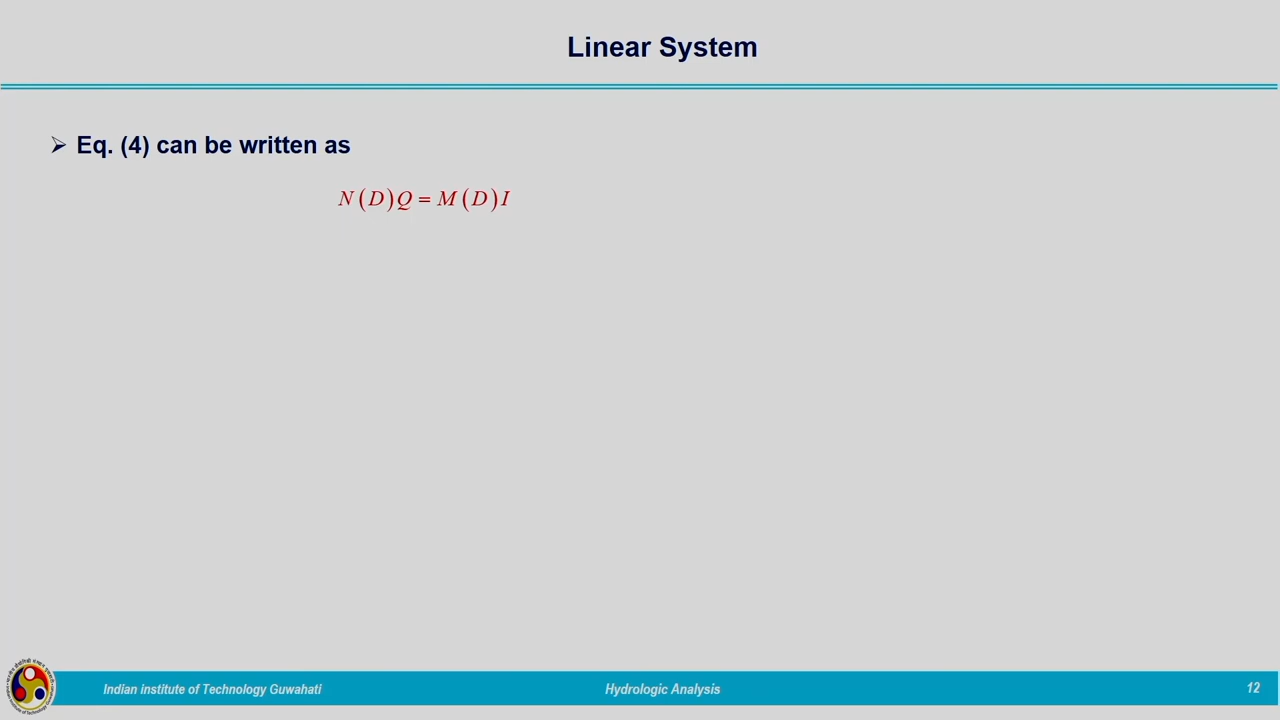 Linear System
➢ Eq. (4) can be written as
N(D)Q = M(D)I
Indian institute of Technology Guwahati
Hydrologic Analysis
12